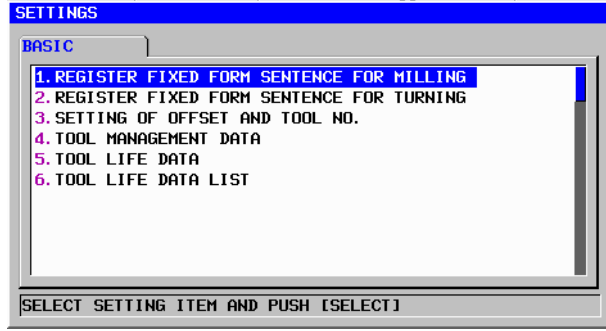 SETTINGS
BASIC
1.REGISTER FIXED FORM SENTENCE FOR MILLING
2.REGISTER FIXED FORM SENTENCE FOR TURNING
3.SETTING OF OFFSET AND TOOL NO.
4.TOOL MANAGEMENT DATA
5.TOOL LIFE DATA
6.TOOL LIFE DATA LIST
SELECT SETTING ITEM AND PUSH [SELECT]